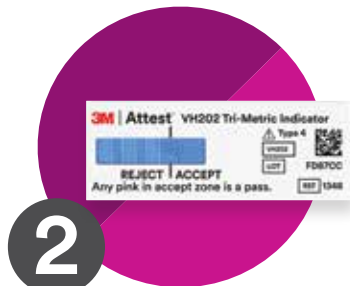 3M | Attest VH202 Tri-Metric Indicator
Type 4
VH202
LOT FD87CC
REJECT | ACCEPT
Any pink in accept zone is a pass. REF 1348
2